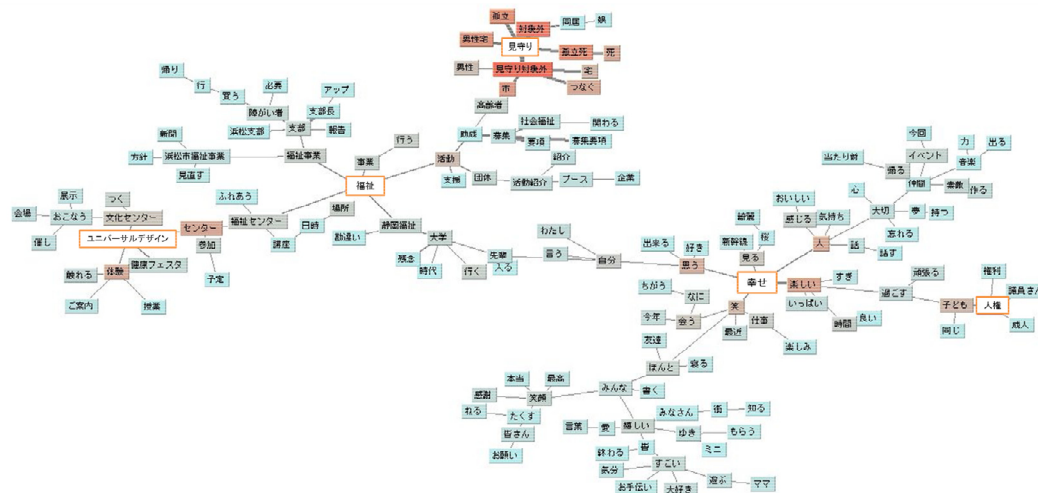 孤立
対象外
同居
娘
男性宅
見守り
孤立死
死
男性
見守り対象外
宅
市
つなぐ
高齢者
助成
募集
社会福祉
関わる
要項
募集要項
活動
支援
団体
活動紹介
紹介
ブース
企業
帰り
行
買う
必要
障がい者
アップ
支部長
浜松支部
支部
報告
新聞
方針
浜松市福祉事業
福祉事業
見直す
事業
行う
福祉
ふれあう
福祉センター
場所
日時
講座
展示
つく
会場
おこなう
文化センター
催し
ユニバーサルデザイン
センター
参加
予定
触れる
体験
健康フェスタ
ご案内
授業
勘違い
静岡福祉
大学
残念
時代
行く
先輩
入る
わたし
言う
自分
出来る
好き
思う
綺麗
新幹線
桜
見る
幸せ
おいしい
感じる
気持ち
人
話
話す
心
大切
夢
持つ
忘れる
当たり前
今回
帰る
イベント
仲間
力
音楽
出る
素敵
作る
楽しい
すぎ
いっぱい
時間
良い
過ごす
頑張る
子ども
同じ
人権
権利
議員さん
成人
ちがう
なに
今年
会う
笑
最近
仕事
楽しみ
友達
ほんと
寝る
みんな
書く
本当
最高
感謝
笑顔
ねる
たくす
皆さん
お願い
みなさん
街
知る
言葉
愛
嬉しい
ゆき
もらう
ミニ
終わる
皆
気分
すごい
お手伝い
大好き
遊ぶ
ママ